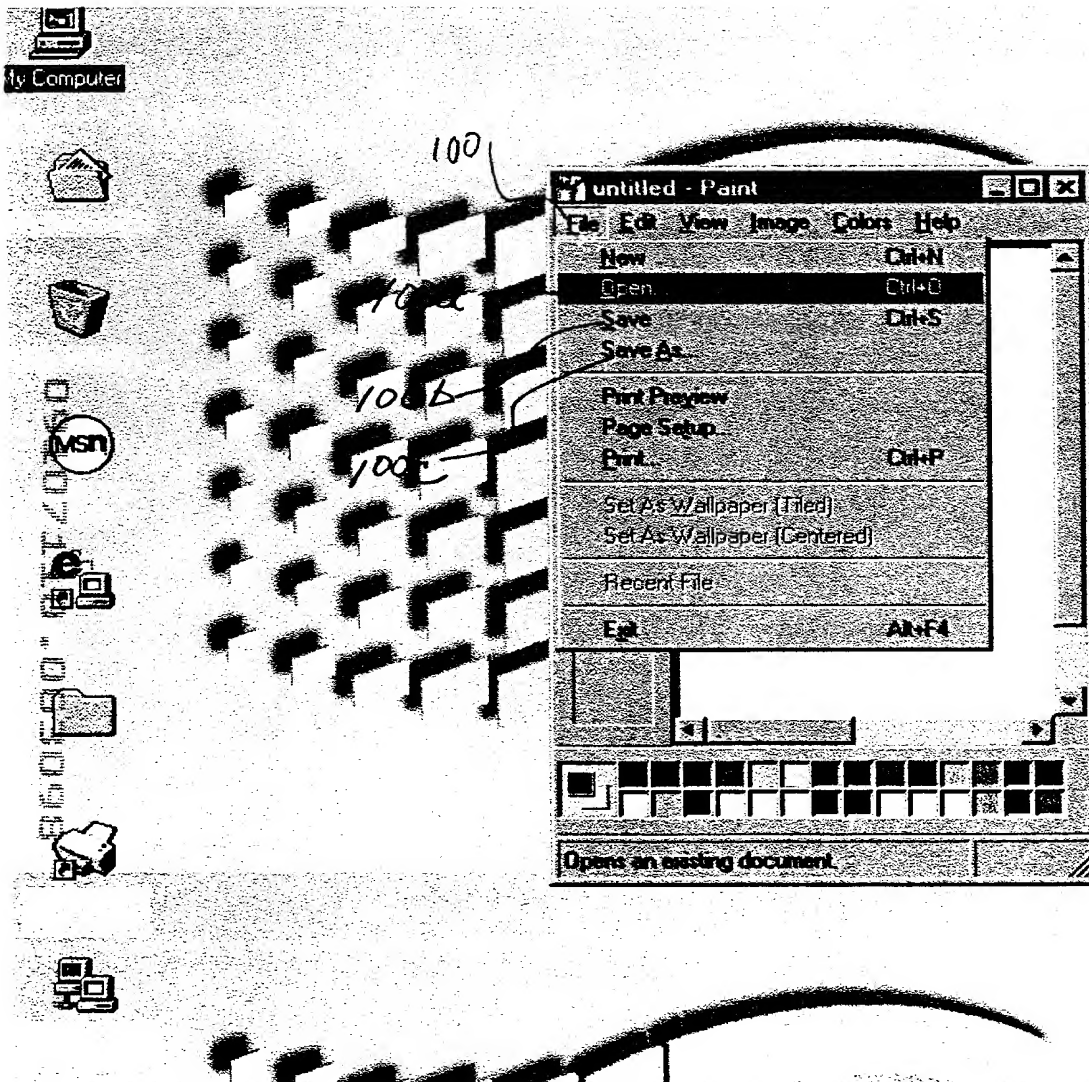 My Computer
100
untitled - Paint
File Edit View Image Colors Help
New Ctrl+N
100a
Open... Ctrl+O
Save Ctrl+S
Save As...
100b
Print Preview
Page Setup...
MSN
100c
Print... Ctrl+P
Set As Wallpaper (Tiled)
Set As Wallpaper (Centered)
Recent File
Exit Alt+F4
Opens an existing document.